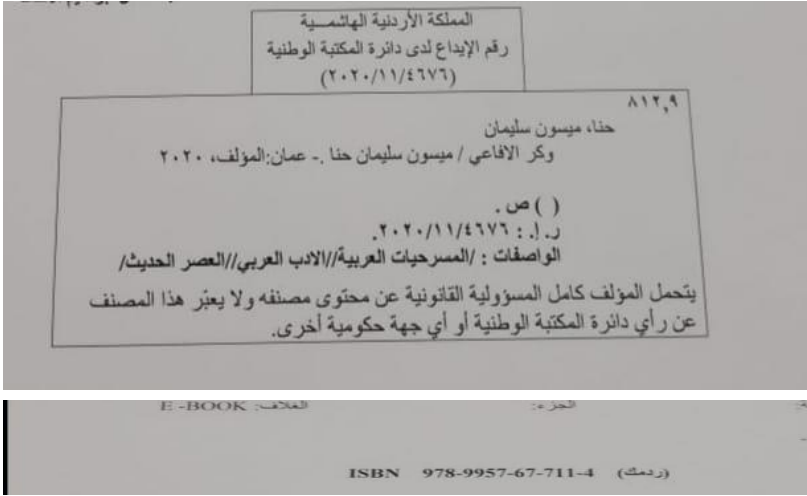 المملكة الأردنية الهاشمـــية
رقم الإيداع لدى دائرة المكتبة الوطنية
(٢٠٢٠/١١/٤٦٧٦)
٨١٢,٩
حنا، ميسون سليمان
وكر الافاعي / ميسون سليمان حنا .- عمان:المؤلف، ٢٠٢٠
( ) ص .
ر.إ. : ٢٠٢٠/١١/٤٦٧٦.
الواصفات : /المسرحيات العربية//الادب العربي//العصر الحديث/
يتحمل المؤلف كامل المسؤولية القانونية عن محتوى مصنفه ولا يعبّر هذا المصنف
عن رأي دائرة المكتبة الوطنية أو أي جهة حكومية أخرى.
الجزء: الغلاف: E-BOOK
(ردمك) ISBN 978-9957-67-711-4